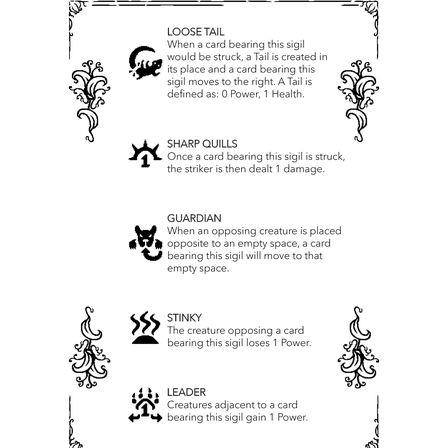 LOOSE TAIL
When a card bearing this sigil
would be struck, a Tail is created in
its place and a card bearing this
sigil moves to the right. A Tail is
defined as: 0 Power, 1 Health.
SHARP QUILLS
Once a card bearing this sigil is struck,
the striker is then dealt 1 damage.
GUARDIAN
When an opposing creature is placed
opposite to an empty space, a card
bearing this sigil will move to that
empty space.
STINKY
The creature opposing a card
bearing this sigil loses 1 Power.
LEADER
Creatures adjacent to a card
bearing this sigil gain 1 Power.